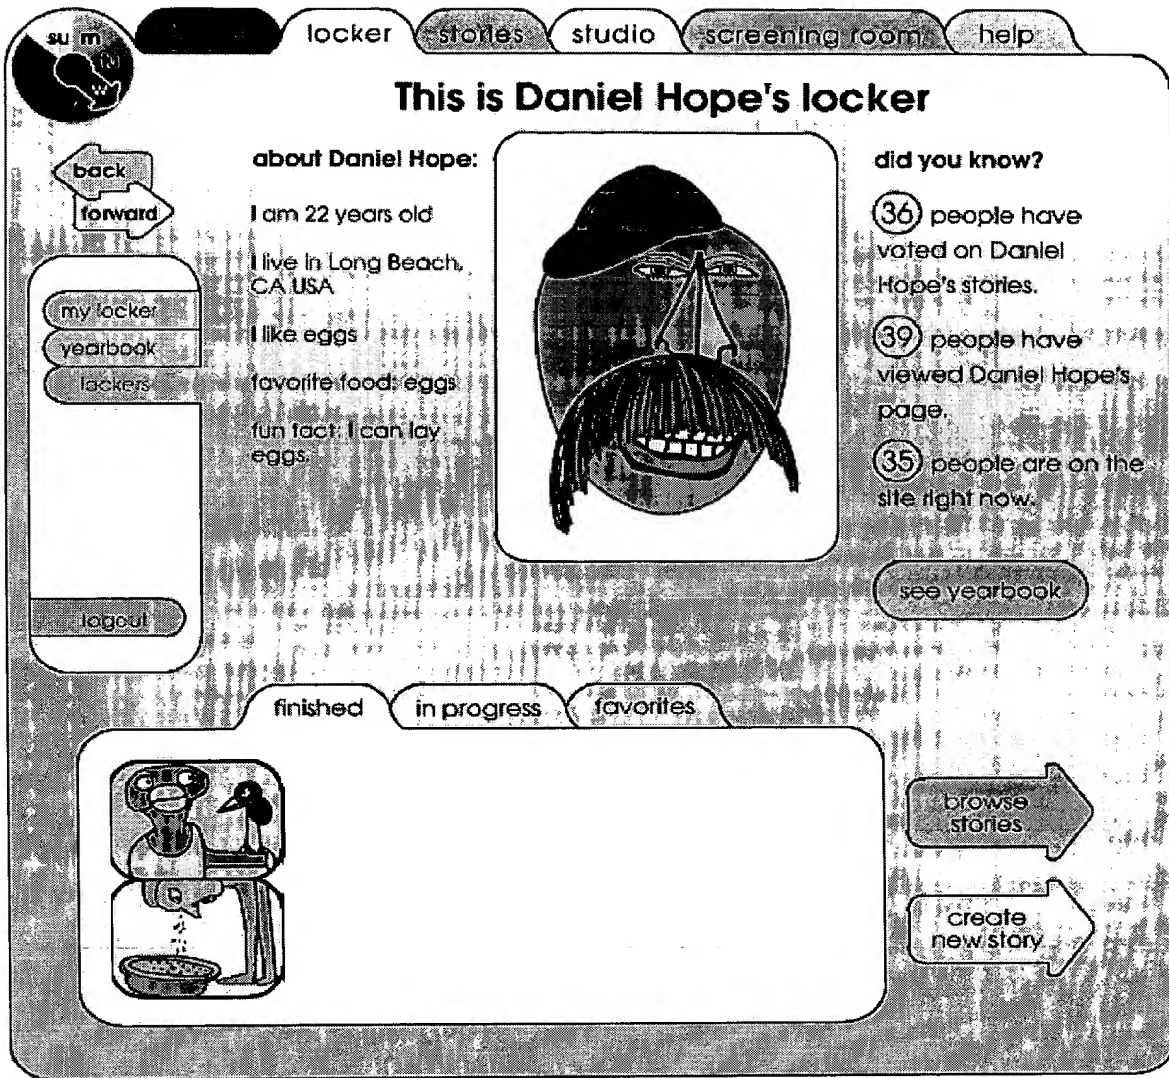 su m
w
locker
stories
studio
screening room
help
This is Daniel Hope's locker
back
forward
my locker
yearbook
lockers
logout
about Daniel Hope:
I am 22 years old
I live in Long Beach,
CA USA
I like eggs
favorite food: eggs
fun fact: I can lay
eggs.
did you know?
36 people have
voted on Daniel
Hope's stories.
39 people have
viewed Daniel Hope's
page.
35 people are on the
site right now.
see yearbook
finished
in progress
favorites
browse
stories
create
new story